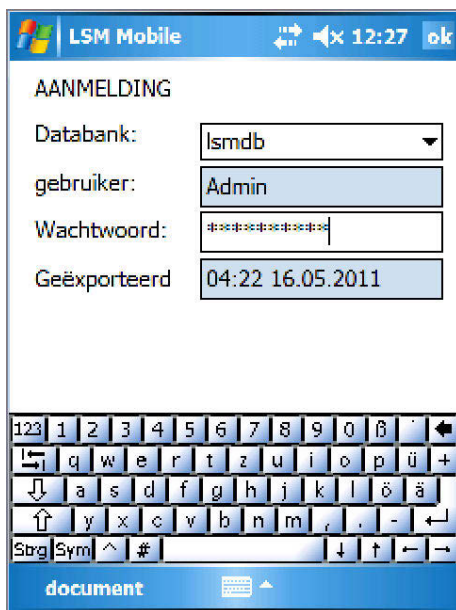 LSM Mobile 12:27 ok
AANMELDING
Databank: lsmdb
gebruiker: Admin
Wachtwoord: **********
Geëxporteerd 04:22 16.05.2011
123 1 2 3 4 5 6 7 8 9 0 ß ´
q w e r t z u i o p ü +
a s d f g h j k l ö ä
y x c v b n m , . -
Strg Sym ^ #
document